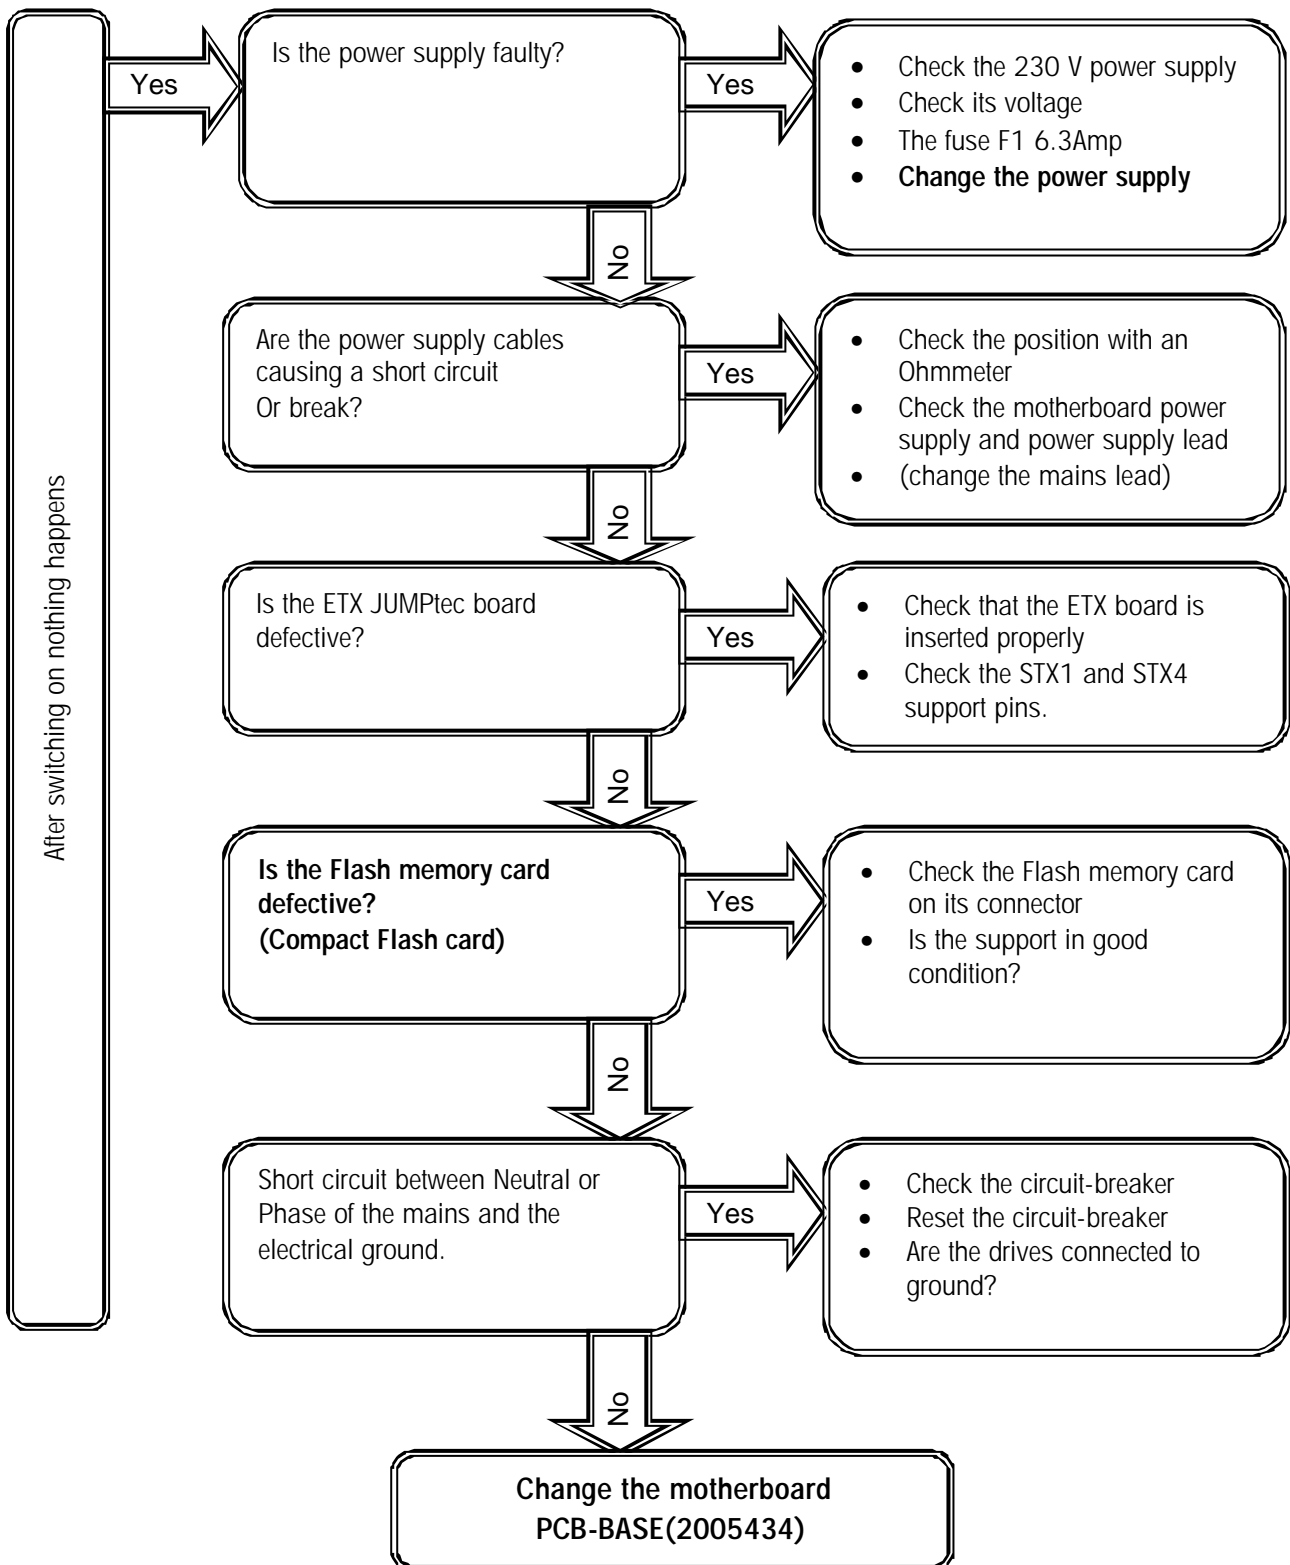 After switching on nothing happens
Yes
Is the power supply faulty?
Yes
• Check the 230 V power supply
• Check its voltage
• The fuse F1 6.3Amp
• Change the power supply
No
Are the power supply cables
causing a short circuit
Or break?
Yes
• Check the position with an
Ohmmeter
• Check the motherboard power
supply and power supply lead
• (change the mains lead)
No
Is the ETX JUMPtec board
defective?
Yes
• Check that the ETX board is
inserted properly
• Check the STX1 and STX4
support pins.
No
Is the Flash memory card
defective?
(Compact Flash card)
Yes
• Check the Flash memory card
on its connector
• Is the support in good
condition?
No
Short circuit between Neutral or
Phase of the mains and the
electrical ground.
Yes
• Check the circuit-breaker
• Reset the circuit-breaker
• Are the drives connected to
ground?
No
Change the motherboard
PCB-BASE(2005434)